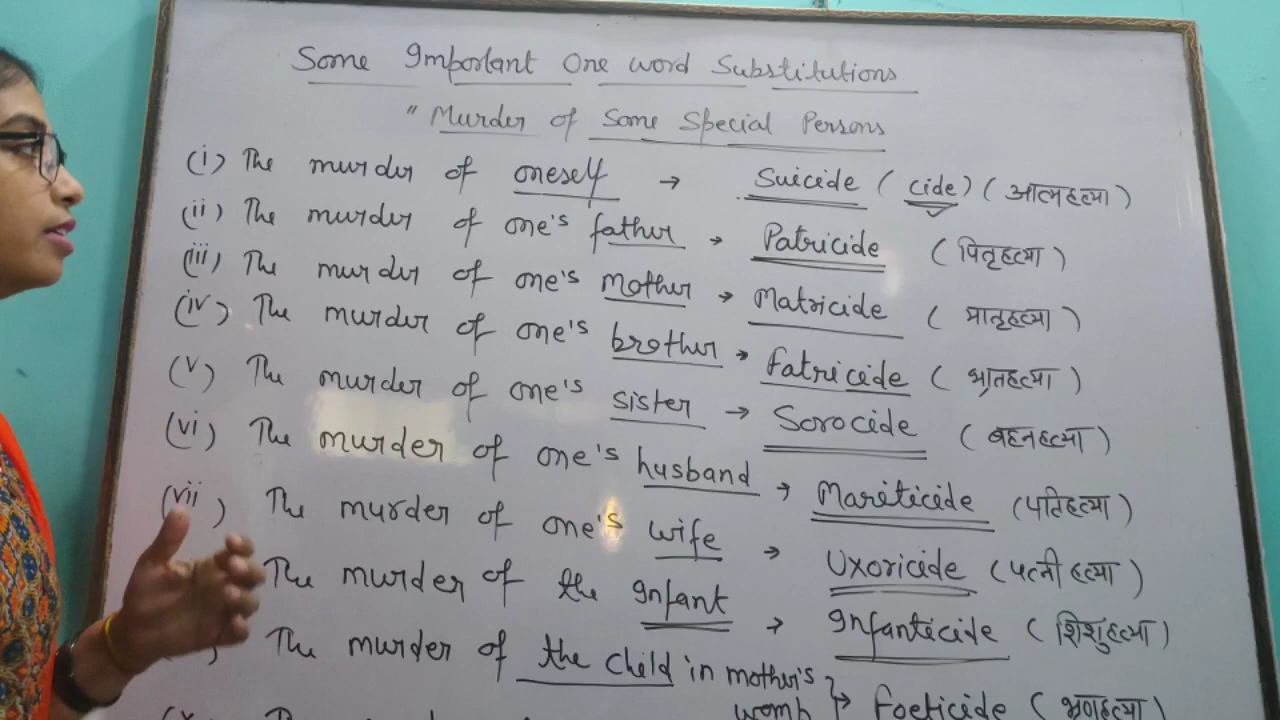 Some Important One word Substitutions
" Murder of Some Special Persons
(i) The murder of oneself → Suicide ( cide) ( आत्महत्या )
(ii) The murder of one's father → Patricide ( पितृहत्या )
(iii) The murder of one's Mother → Matricide ( मातृहत्या )
(iv) The murder of one's brother → Fatricide ( भ्रातृहत्या )
(v) The murder of one's sister → Sorocide ( बहनहत्या )
(vi) The murder of one's husband → Mariticide (पतिहत्या )
(vii) The murder of one's wife → Uxoricide ( पत्नी हत्या )
The murder of the Infant → Infanticide ( शिशुहत्या )
The murder of the child in mother's
womb → Foeticide ( भ्रूणहत्या )